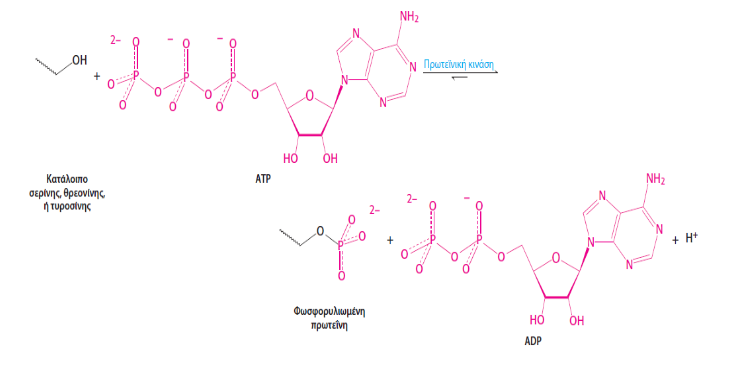 OH + 2– O O P O O – O P O O – O P O O O HO OH N N N N NH₂ Πρωτεϊνική κινάση
Κατάλοιπο
σερίνης, θρεονίνης,
ή τυροσίνης
ATP
O P O O O 2– + 2– O O P O O – O P O O O HO OH N N N N NH₂ + H⁺
Φωσφορυλιωμένη
πρωτεΐνη
ADP